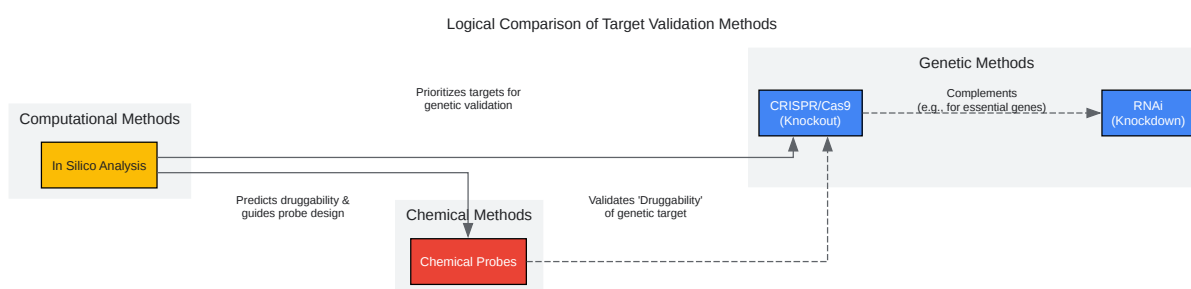 Logical Comparison of Target Validation Methods
Genetic Methods
Prioritizes targets for
genetic validation
CRISPR/Cas9
(Knockout)
Complements
(e.g., for essential genes)
RNAi
(Knockdown)
Computational Methods
In Silico Analysis
Predicts druggability &
guides probe design
Chemical Methods
Chemical Probes
Validates 'Druggability'
of genetic target